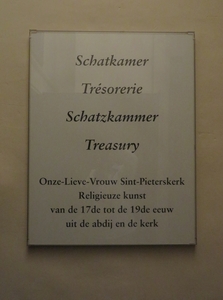 Schatkamer
Trésorerie
Schatzkammer
Treasury
Onze-Lieve-Vrouw Sint-Pieterskerk
Religieuze kunst
van de 17de tot de 19de eeuw
uit de abdij en de kerk